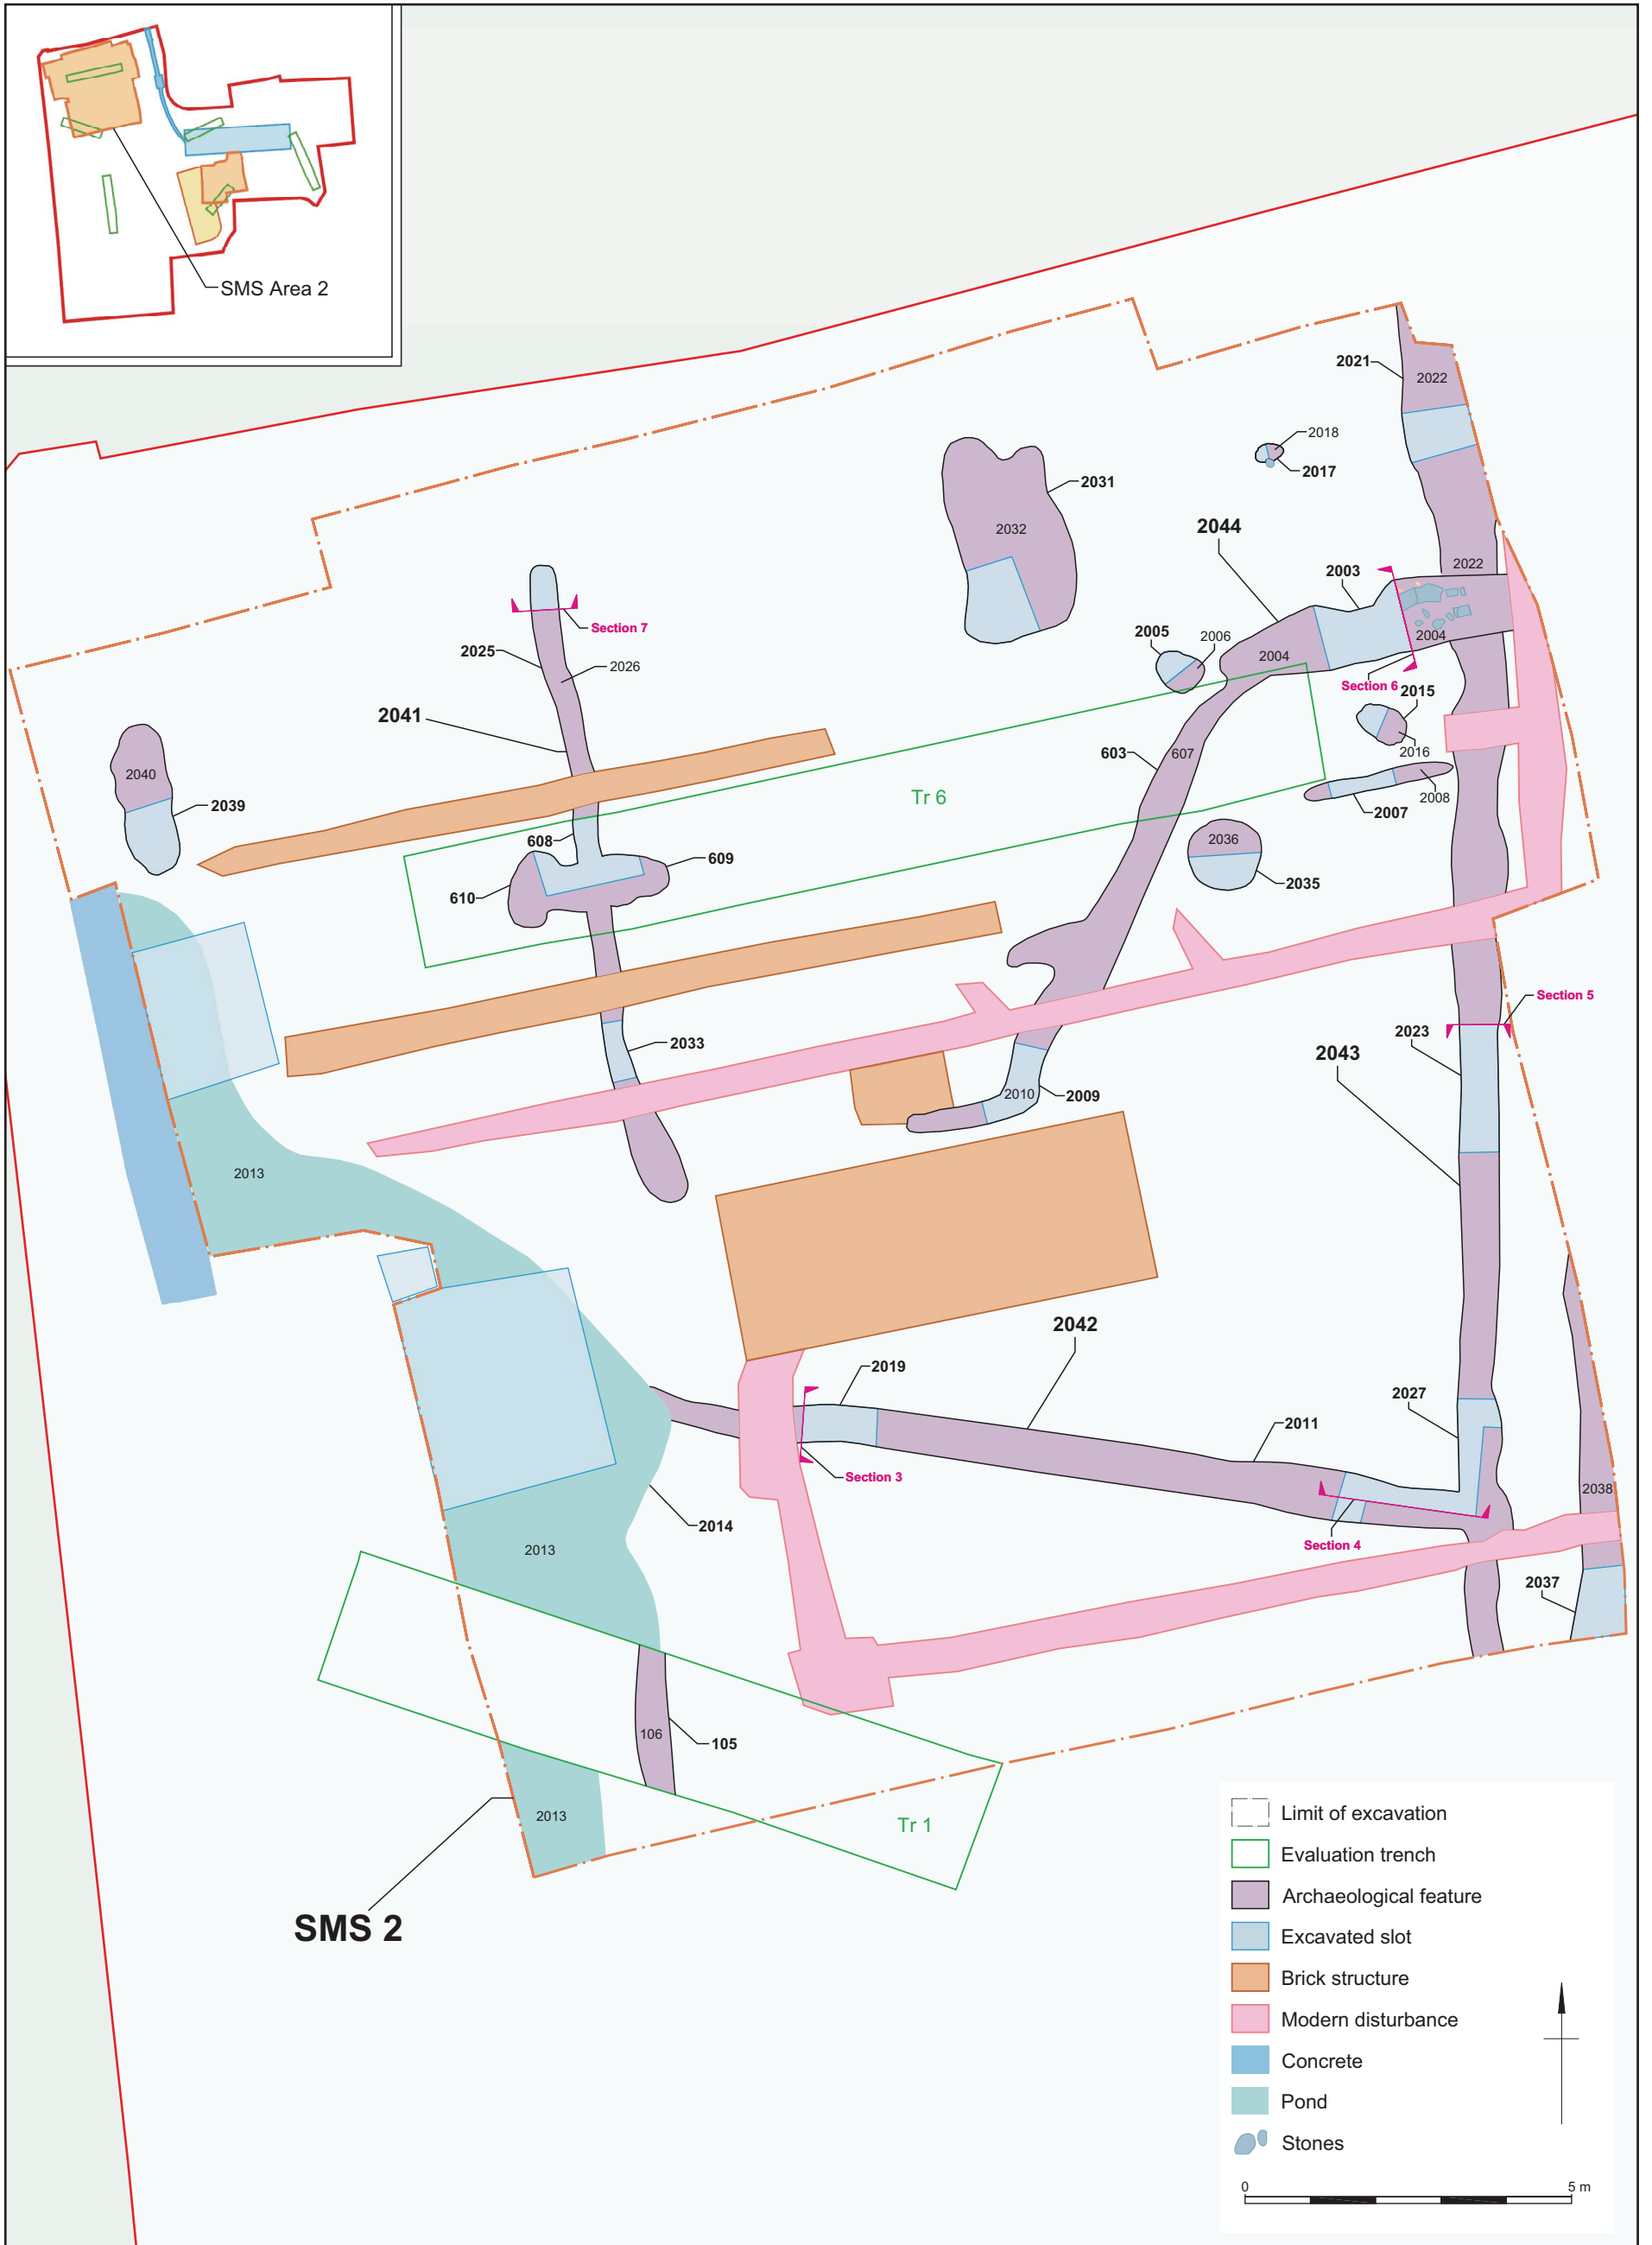 SMS Area 2
2021
2022
2018
2017
2031
2032
2044
2003
2022
2004
2005
2006
2004
Section 6
2015
2016
Section 7
2025
2026
2041
603
607
2040
2039
Tr 6
2008
2007
608
609
610
2036
2035
Section 5
2023
2033
2043
2010
2009
2013
2042
2019
2027
2011
Section 3
2038
2014
Section 4
2013
2037
106
105
2013
Tr 1
SMS 2
Limit of excavation
Evaluation trench
Archaeological feature
Excavated slot
Brick structure
Modern disturbance
Concrete
Pond
Stones
0 5 m